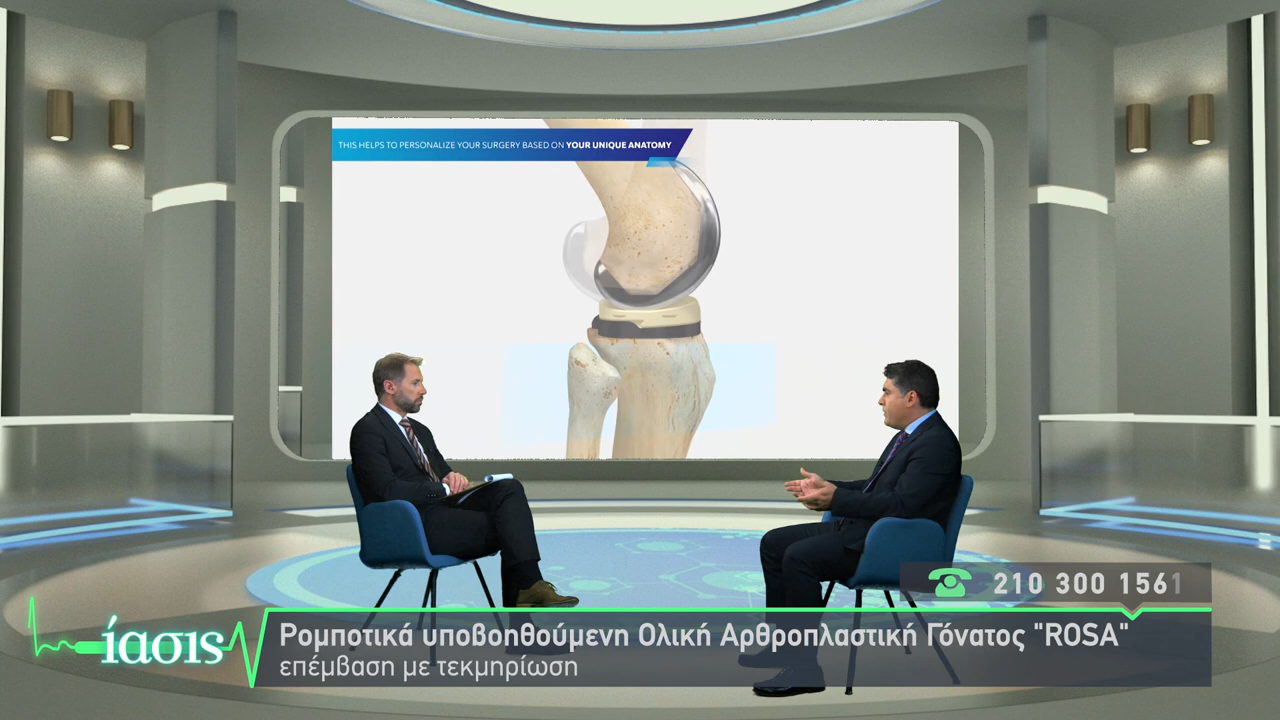 THIS HELPS TO PERSONALIZE YOUR SURGERY BASED ON YOUR UNIQUE ANATOMY
210 300 1561
ίασις
Ρομποτικά υποβοηθούμενη Ολική Αρθροπλαστική Γόνατος "ROSA"
επέμβαση με τεκμηρίωση